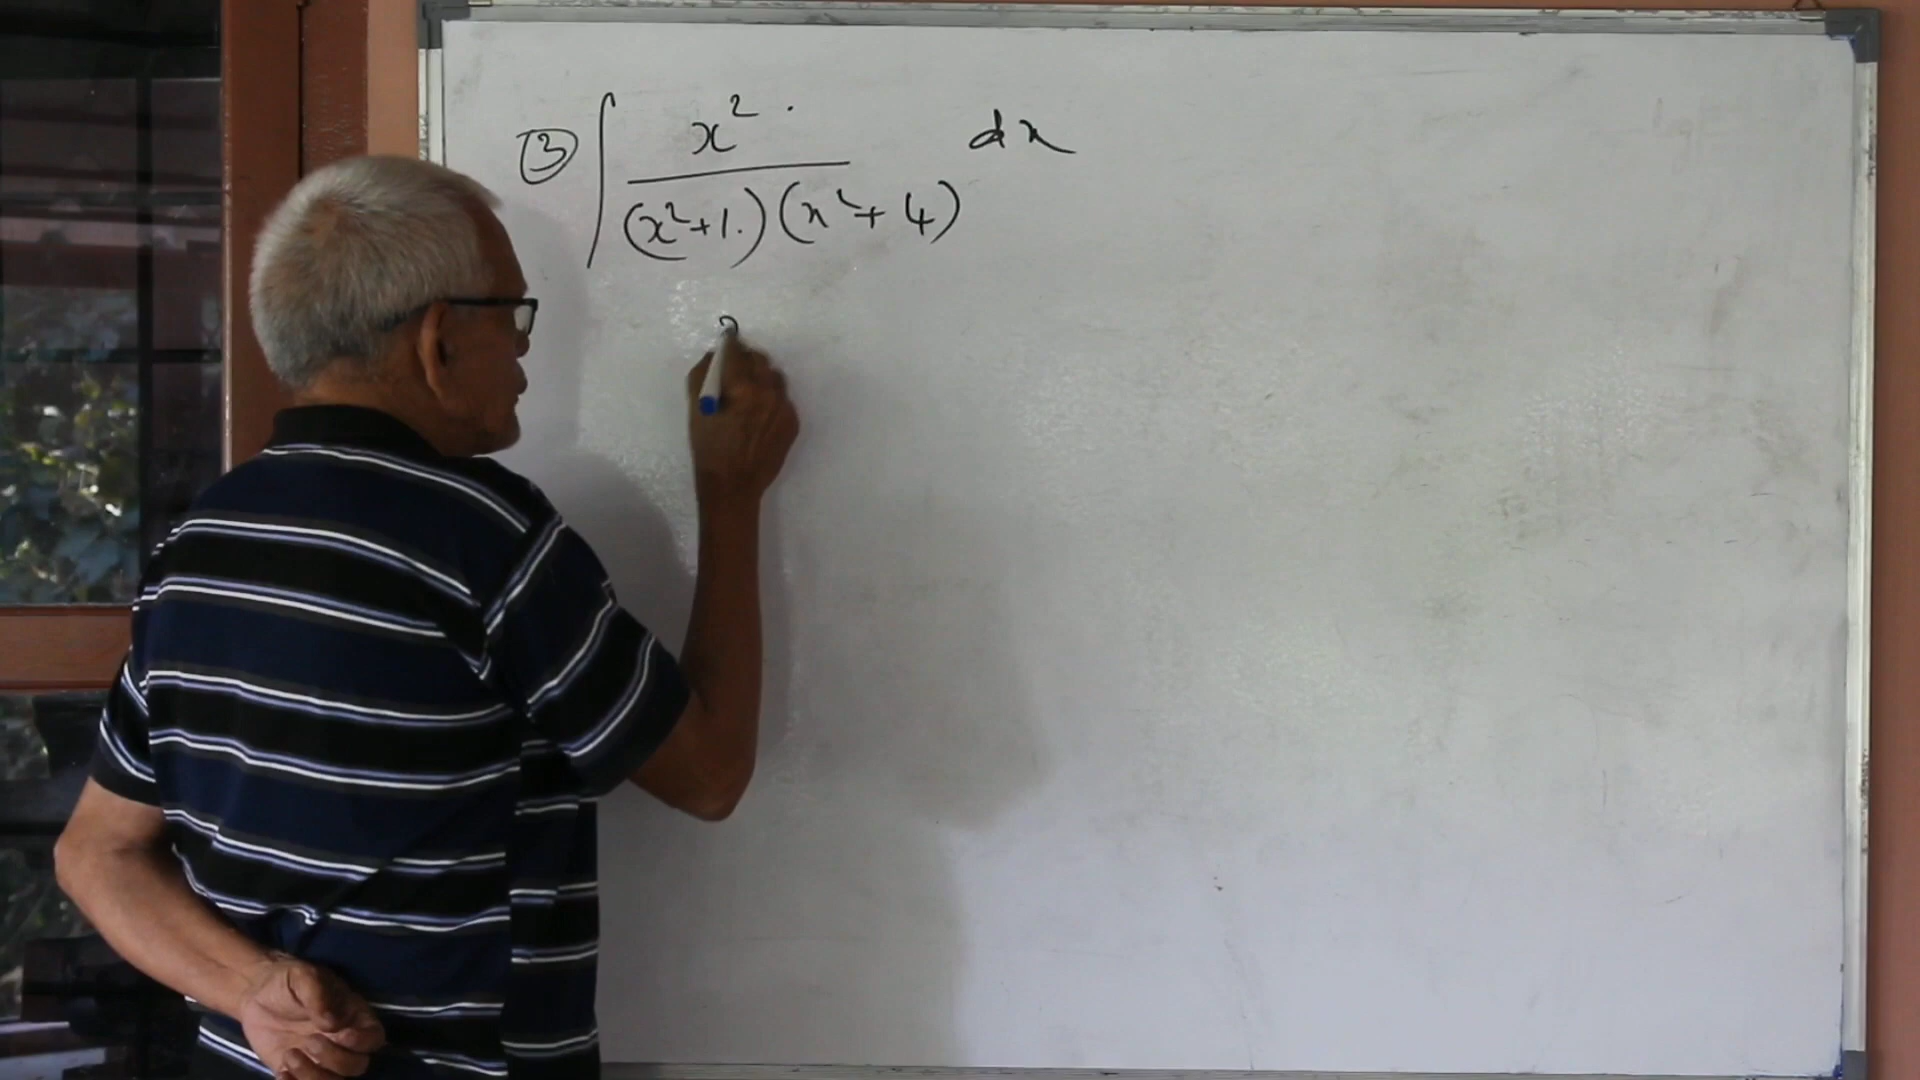 ③ ∫ x² / (x²+1)(x²+4) dx